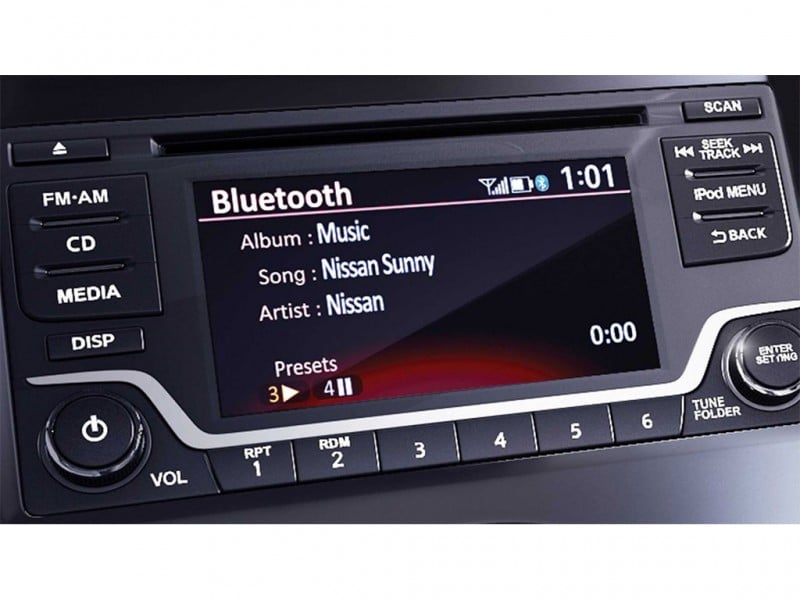 SCAN
FM·AM
CD
MEDIA
DISP
VOL
Bluetooth 1:01
Album : Music
Song : Nissan Sunny
Artist : Nissan
0:00
Presets
3 4
SEEK
TRACK
iPod MENU
BACK
ENTER
SETTING
TUNE
FOLDER
RPT
1
RDM
2
3
4
5
6